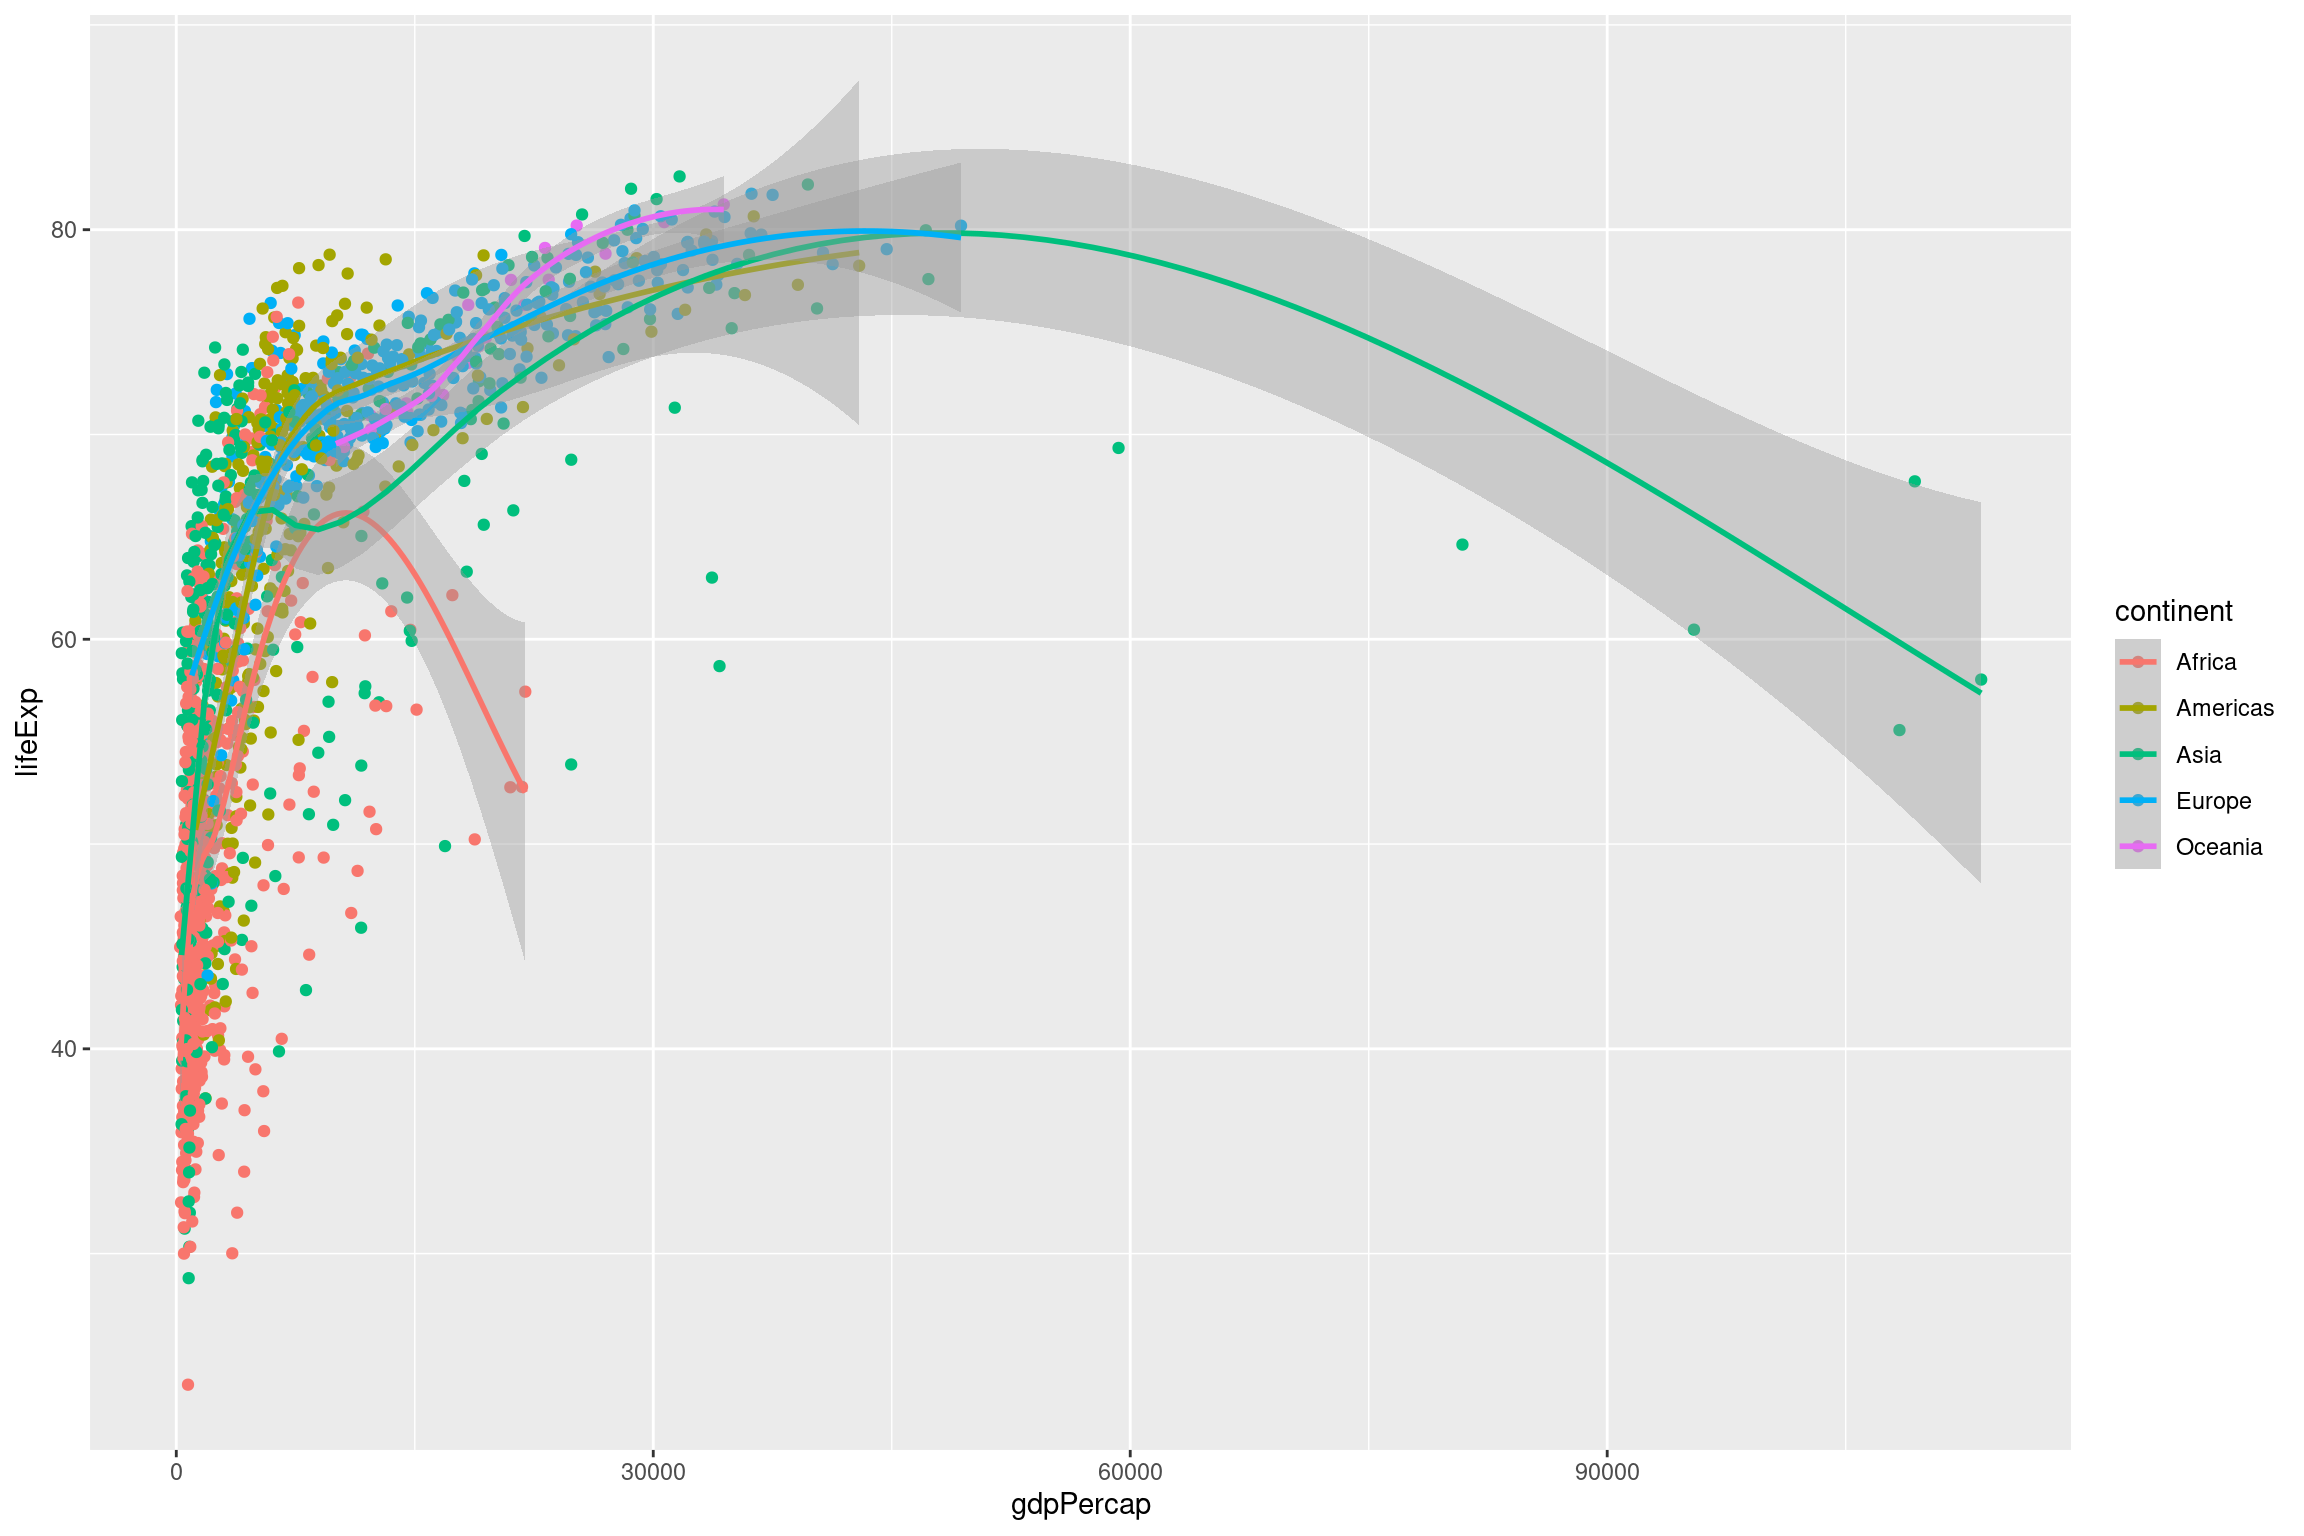 80
60
40
lifeExp
0
30000
60000
90000
gdpPercap
continent
Africa
Americas
Asia
Europe
Oceania